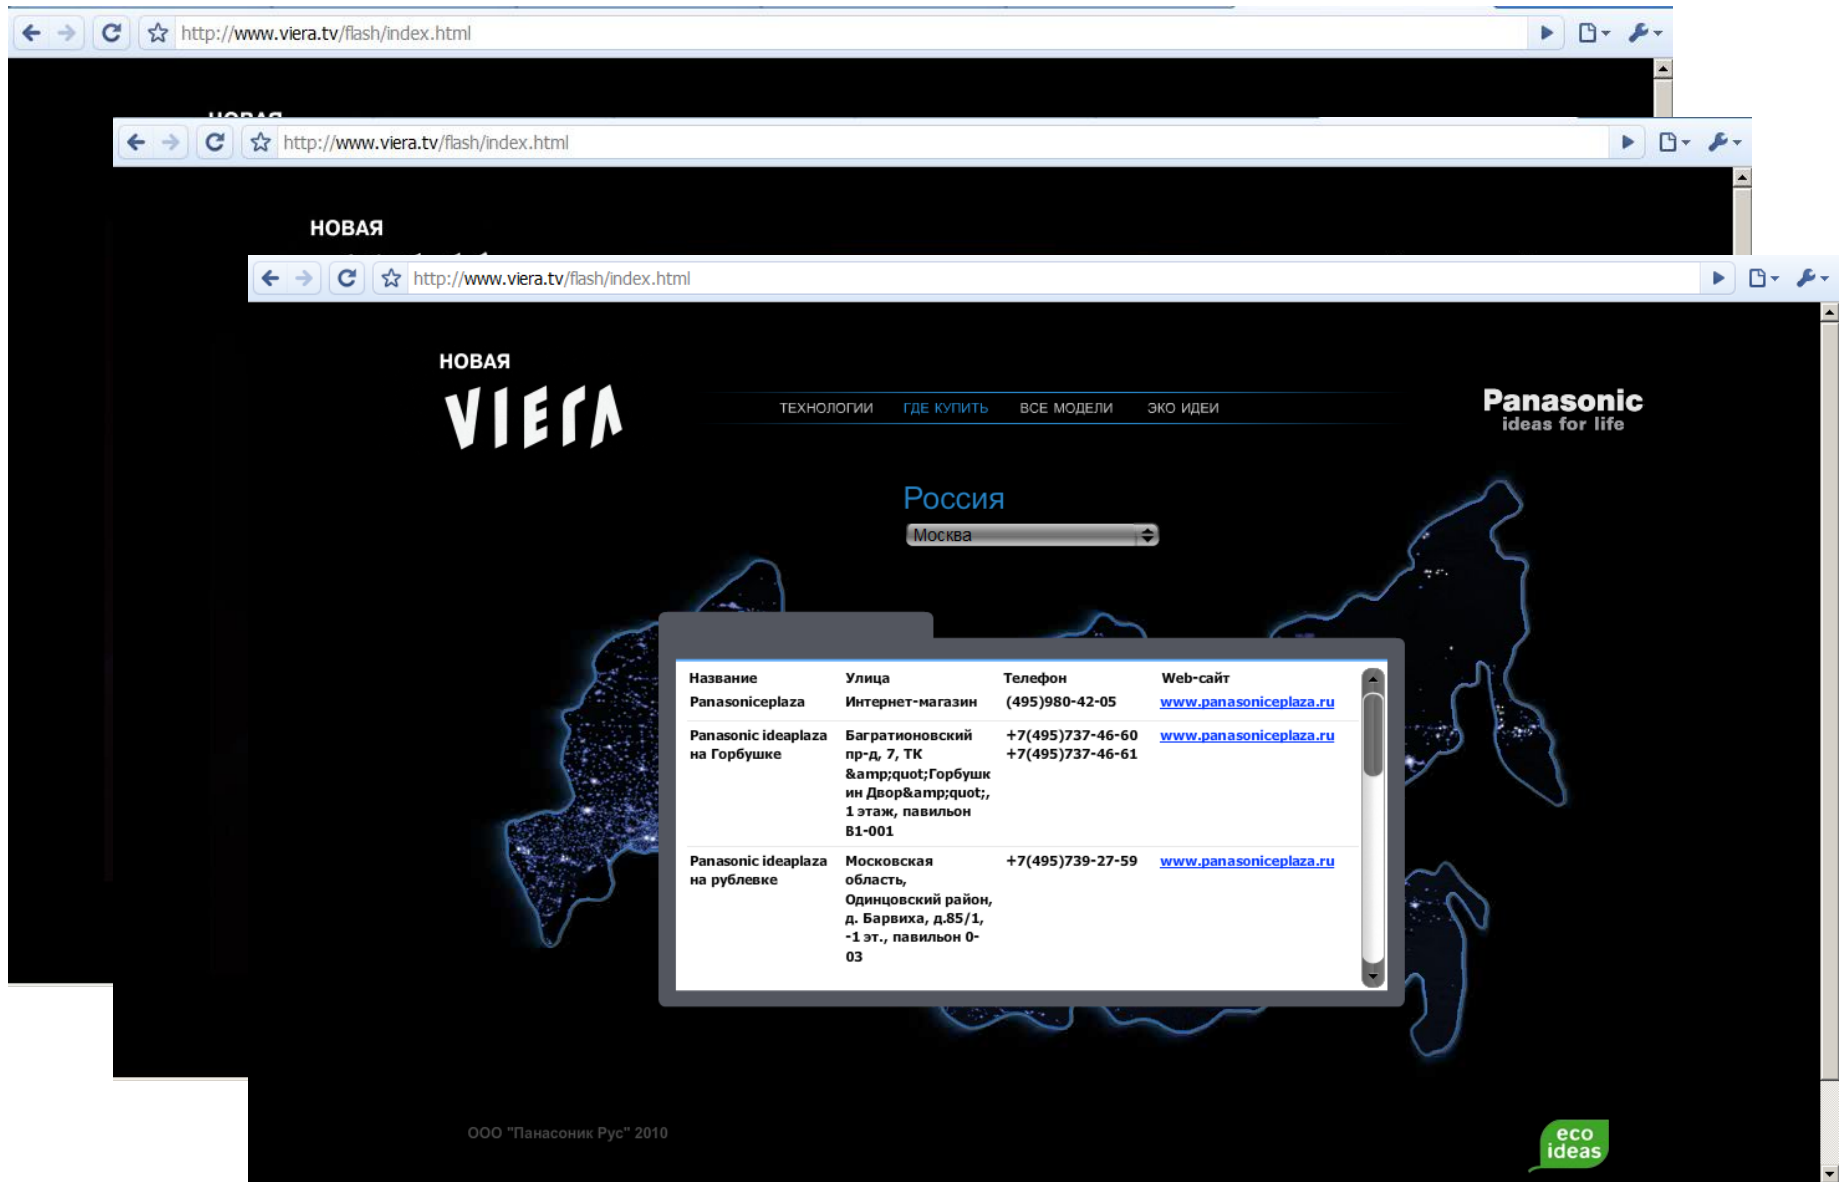 http://www.viera.tv/flash/index.html
НОВАЯ
http://www.viera.tv/flash/index.html
НОВАЯ
http://www.viera.tv/flash/index.html
НОВАЯ
VIERA
ТЕХНОЛОГИИ ГДЕ КУПИТЬ ВСЕ МОДЕЛИ ЭКО ИДЕИ
Panasonic
ideas for life
Россия
Москва
Название Улица Телефон Web-сайт
Panasoniceplaza Интернет-магазин (495)980-42-05 www.panasoniceplaza.ru
Panasonic ideaplaza Багратионовский +7(495)737-46-60 www.panasoniceplaza.ru
на Горбушке пр-д, 7, ТК +7(495)737-46-61
&amp;quot;Горбушк
ин Двор&amp;quot;,
1 этаж, павильон
B1-001
Panasonic ideaplaza Московская +7(495)739-27-59 www.panasoniceplaza.ru
на рублевке область,
Одинцовский район,
д. Барвиха, д.85/1,
-1 эт., павильон 0-
03
ООО "Панасоник Рус" 2010
eco
ideas